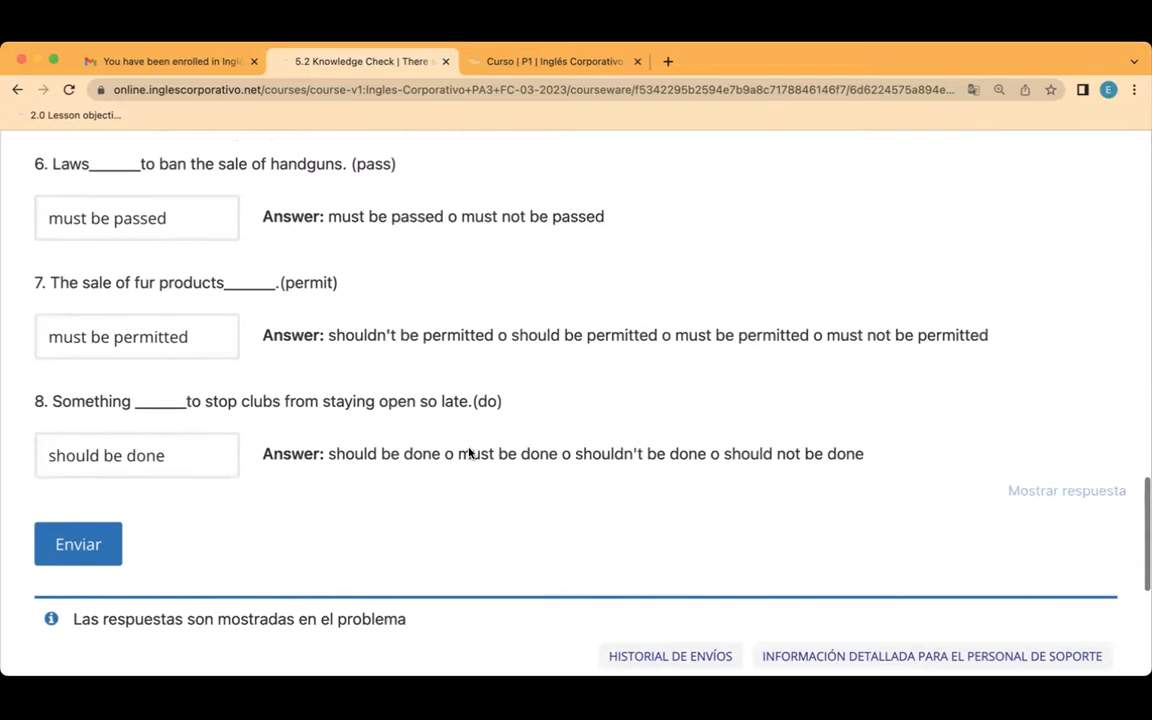 You have been enrolled in Inglé
5.2 Knowledge Check | There s
Curso | P1 | Inglés Corporativo
online.inglescorporativo.net/courses/course-v1:Ingles-Corporativo+PA3+FC-03-2023/courseware/f5342295b2594e7b9a8c7178846146f7/6d6224575a894e...
E
2.0 Lesson objecti...
6. Laws______to ban the sale of handguns. (pass)
must be passed
Answer: must be passed o must not be passed
7. The sale of fur products______.(permit)
must be permitted
Answer: shouldn't be permitted o should be permitted o must be permitted o must not be permitted
8. Something ______to stop clubs from staying open so late.(do)
should be done
Answer: should be done o must be done o shouldn't be done o should not be done
Mostrar respuesta
Enviar
Las respuestas son mostradas en el problema
HISTORIAL DE ENVÍOS
INFORMACIÓN DETALLADA PARA EL PERSONAL DE SOPORTE